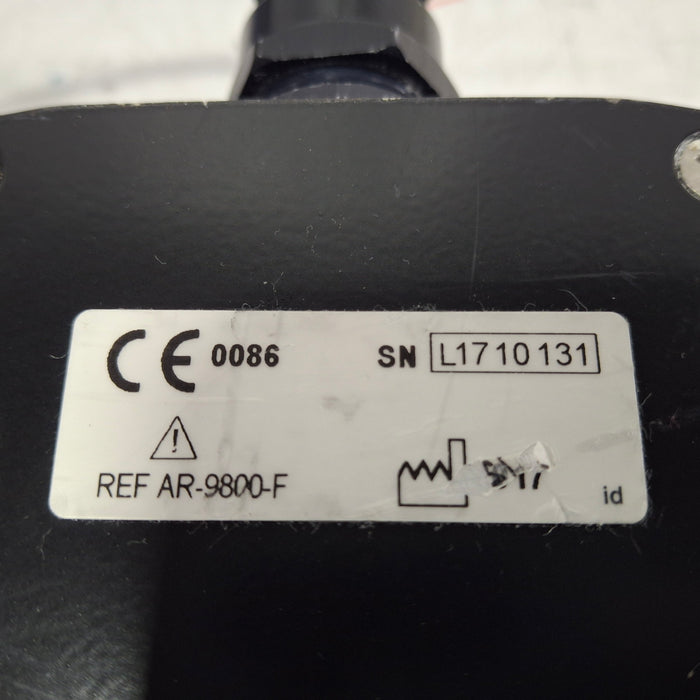 CE 0086 SN L1710131
REF AR-9800-F
id